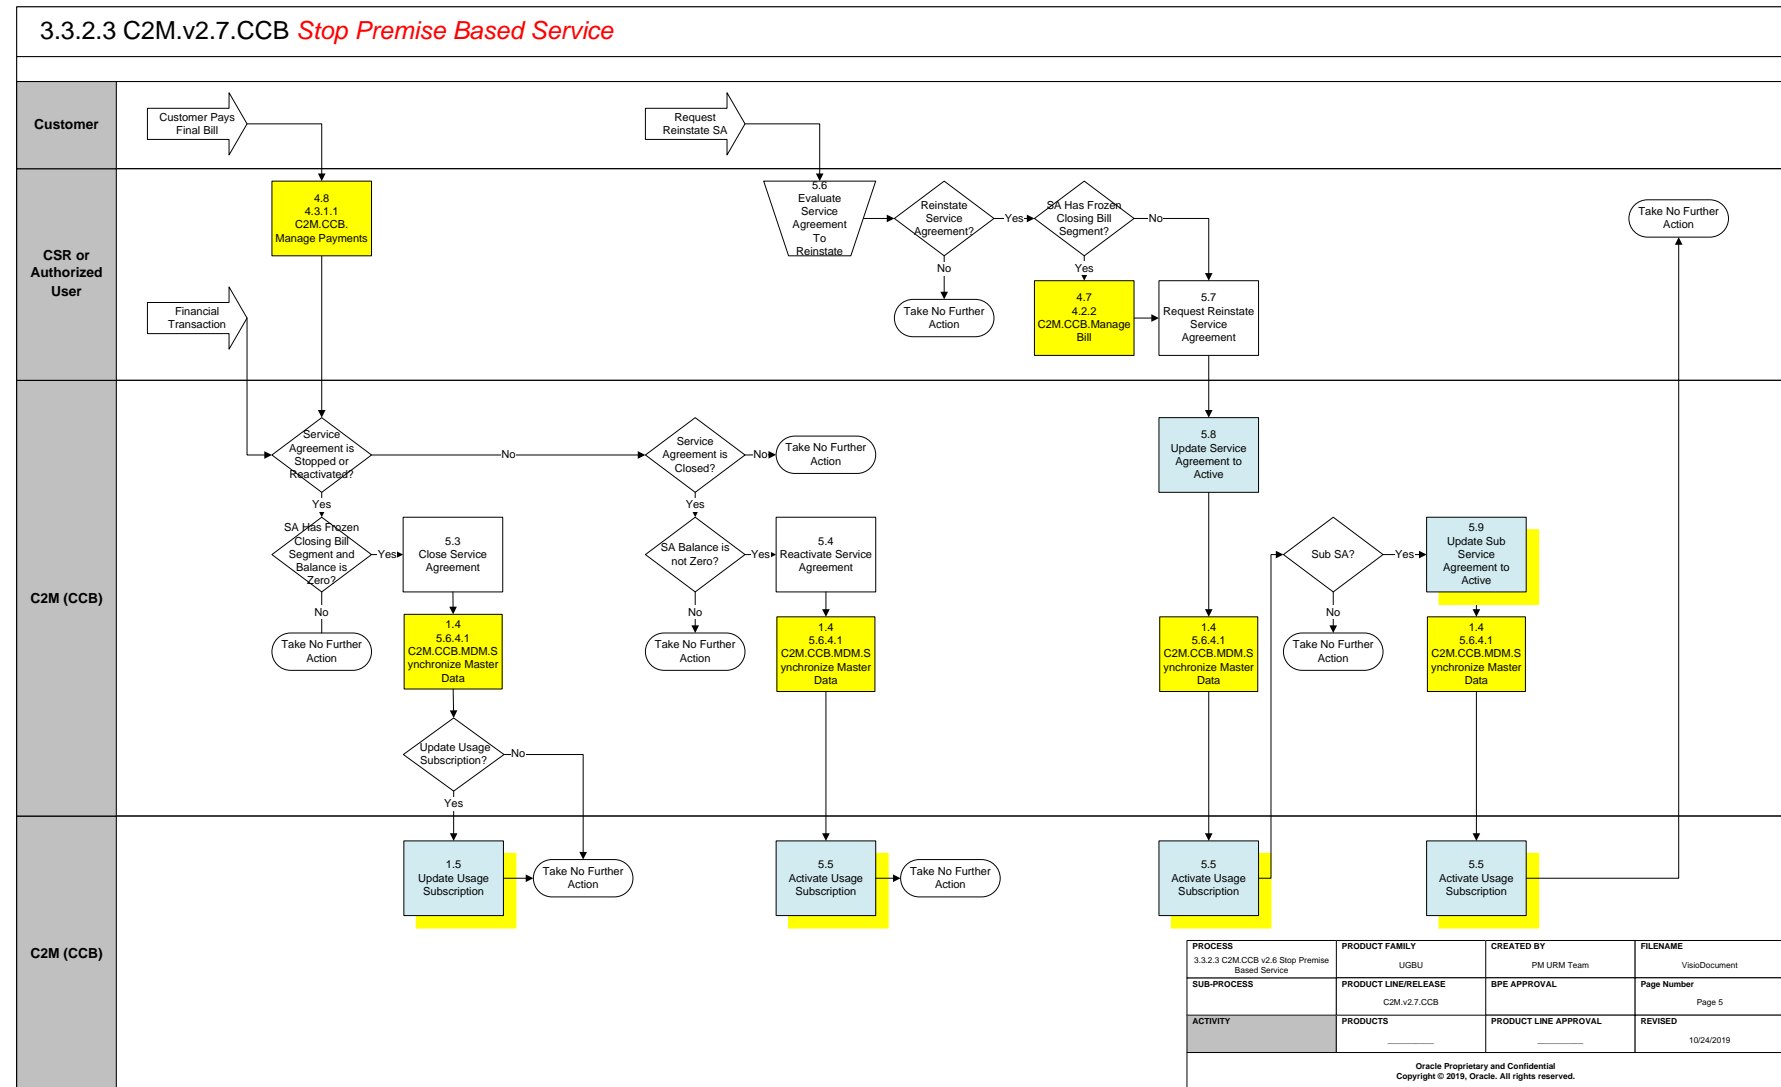 3.3.2.3 C2M.v2.7.CCB Stop Premise Based Service
Customer
Customer Pays
Final Bill
Request
Reinstate SA
CSR or
Authorized
User
4.8
4.3.1.1
C2M.CCB.
Manage Payments
Financial
Transaction
5.6
Evaluate
Service
Agreement
To
Reinstate
Reinstate
Service
Agreement?
Yes
No
Take No Further
Action
SA Has Frozen
Closing Bill
Segment?
No
Yes
4.7
4.2.2
C2M.CCB.Manage
Bill
5.7
Request Reinstate
Service
Agreement
Take No Further
Action
C2M (CCB)
Service
Agreement is
Stopped or
Reactivated?
No
Yes
Service
Agreement is
Closed?
No
Take No Further
Action
Yes
SA Has Frozen
Closing Bill
Segment and
Balance is
Zero?
Yes
No
Take No Further
Action
5.3
Close Service
Agreement
1.4
5.6.4.1
C2M.CCB.MDM.S
ynchronize Master
Data
Update Usage
Subscription?
No
Yes
SA Balance is
not Zero?
Yes
No
Take No Further
Action
5.4
Reactivate Service
Agreement
1.4
5.6.4.1
C2M.CCB.MDM.S
ynchronize Master
Data
5.8
Update Service
Agreement to
Active
1.4
5.6.4.1
C2M.CCB.MDM.S
ynchronize Master
Data
Sub SA?
Yes
No
Take No Further
Action
5.9
Update Sub
Service
Agreement to
Active
1.4
5.6.4.1
C2M.CCB.MDM.S
ynchronize Master
Data
C2M (CCB)
1.5
Update Usage
Subscription
Take No Further
Action
5.5
Activate Usage
Subscription
Take No Further
Action
5.5
Activate Usage
Subscription
5.5
Activate Usage
Subscription
PROCESS
3.3.2.3 C2M.CCB v2.6 Stop Premise
Based Service
PRODUCT FAMILY
UGBU
CREATED BY
PM URM Team
FILENAME
VisioDocument
SUB-PROCESS
PRODUCT LINE/RELEASE
C2M.v2.7.CCB
BPE APPROVAL
Page Number
Page 5
ACTIVITY
PRODUCTS
PRODUCT LINE APPROVAL
REVISED
10/24/2019
Oracle Proprietary and Confidential
Copyright © 2019, Oracle. All rights reserved.